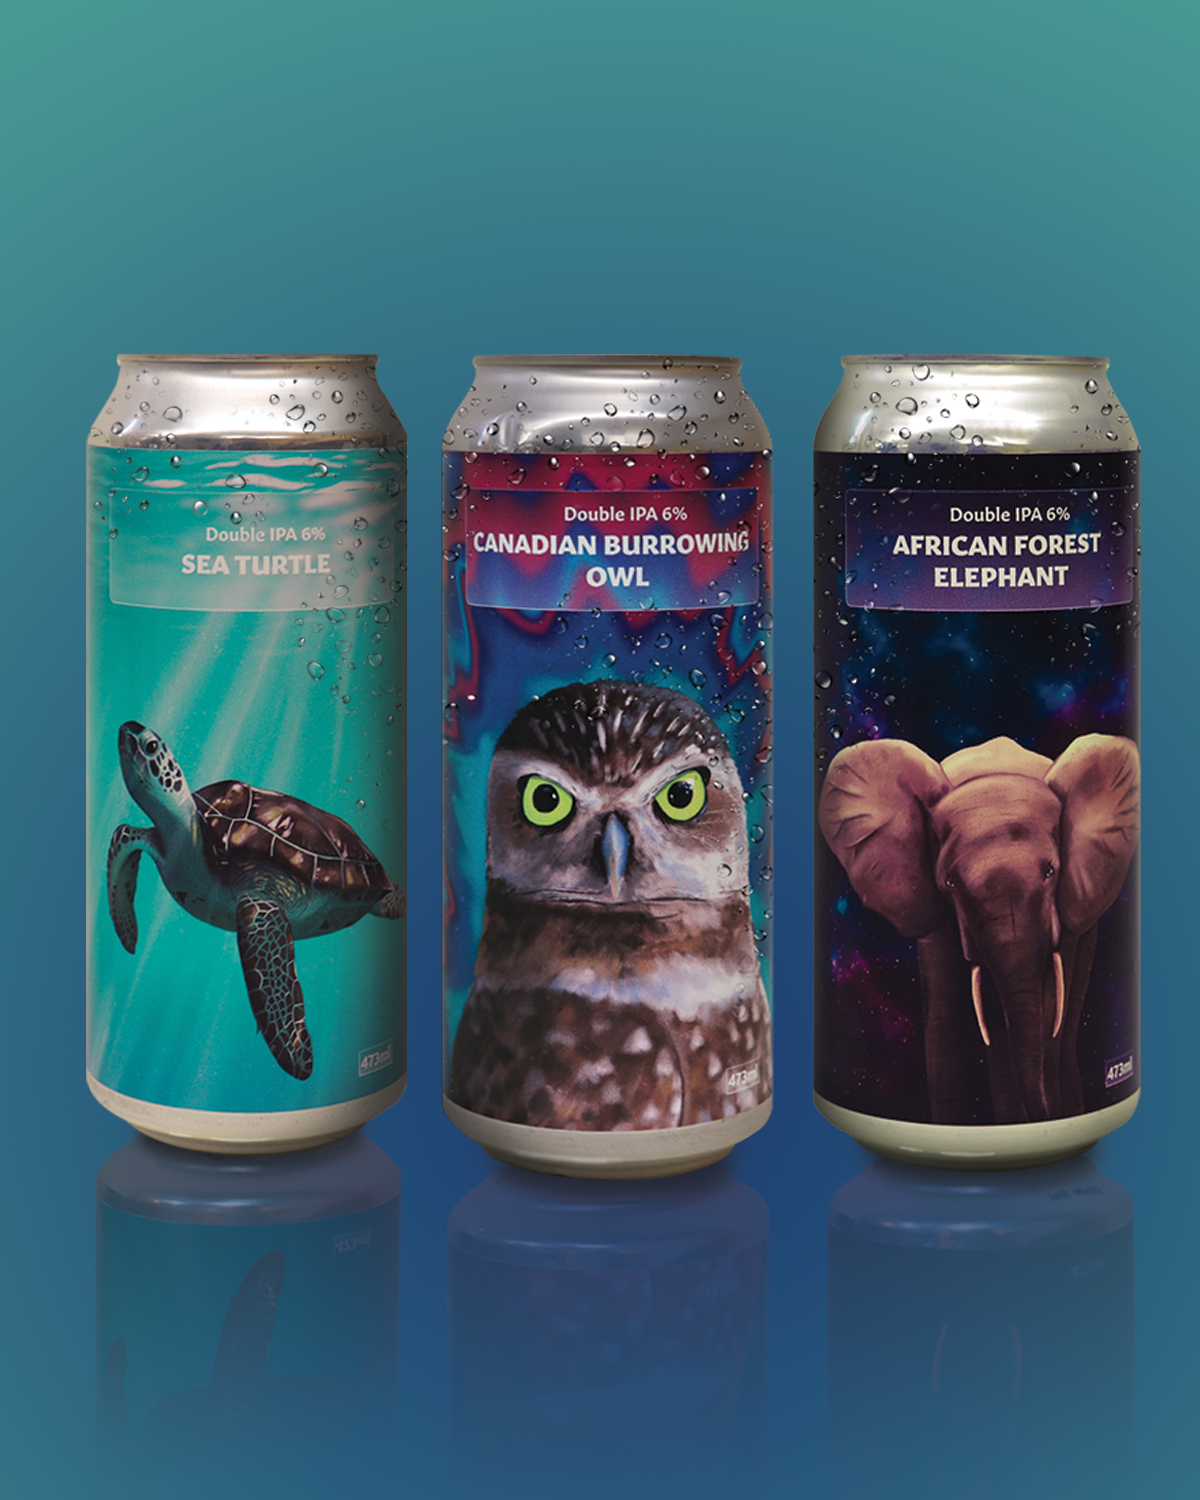 Double IPA 6%
SEA TURTLE
473ml
Double IPA 6%
CANADIAN BURROWING
OWL
473ml
Double IPA 6%
AFRICAN FOREST
ELEPHANT
473ml